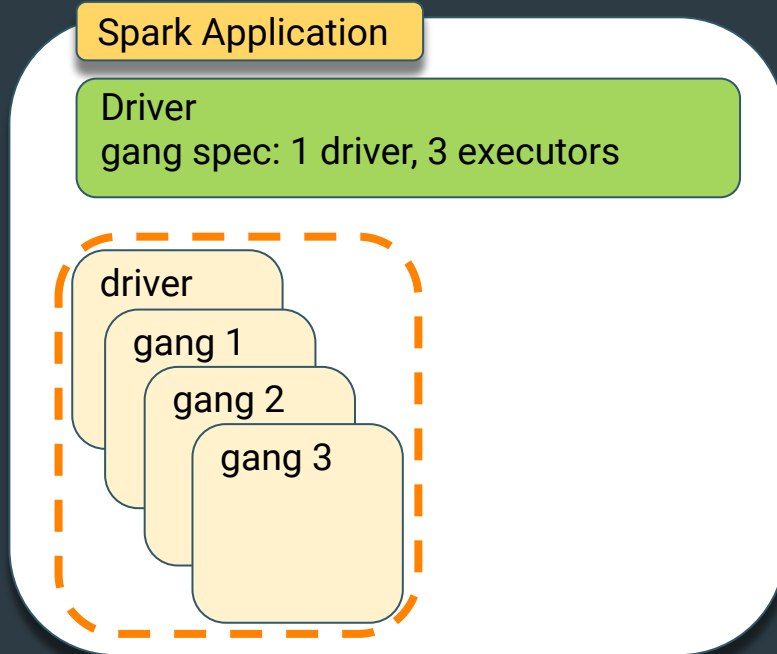 Spark Application
Driver
gang spec: 1 driver, 3 executors
driver
gang 1
gang 2
gang 3